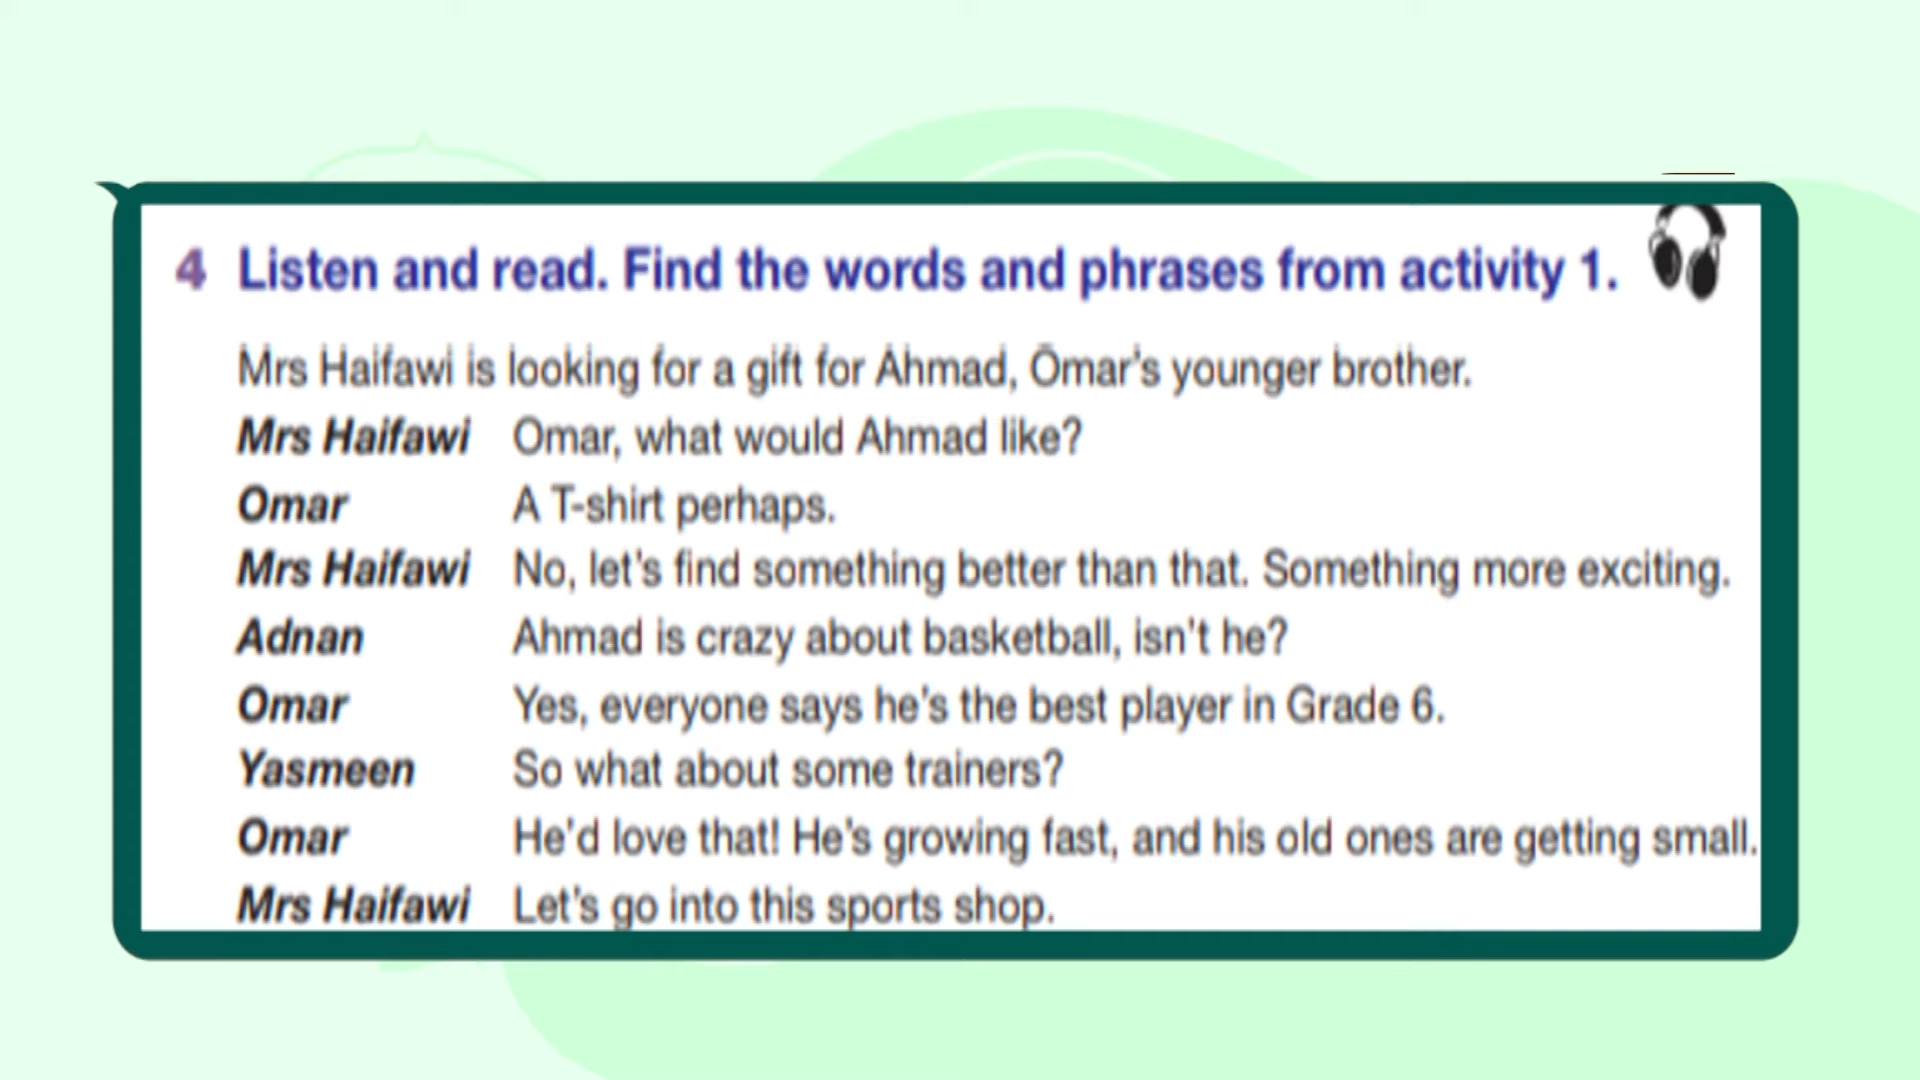 4 Listen and read. Find the words and phrases from activity 1.
Mrs Haifawi is looking for a gift for Ahmad, Omar's younger brother.
Mrs Haifawi Omar, what would Ahmad like?
Omar A T-shirt perhaps.
Mrs Haifawi No, let's find something better than that. Something more exciting.
Adnan Ahmad is crazy about basketball, isn't he?
Omar Yes, everyone says he's the best player in Grade 6.
Yasmeen So what about some trainers?
Omar He'd love that! He's growing fast, and his old ones are getting small.
Mrs Haifawi Let's go into this sports shop.